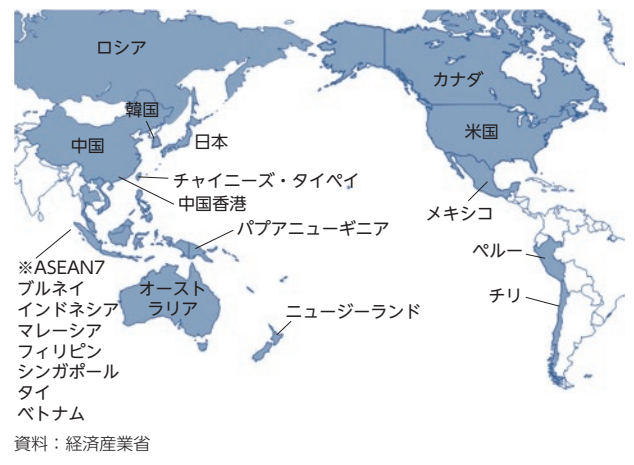 ロシア
カナダ
韓国
中国
日本
米国
チャイニーズ・タイペイ
中国香港
メキシコ
パプアニューギニア
ペルー
※ASEAN7
ブルネイ
インドネシア
マレーシア
フィリピン
シンガポール
タイ
ベトナム
オースト
ラリア
ニュージーランド
チリ
資料:経済産業省